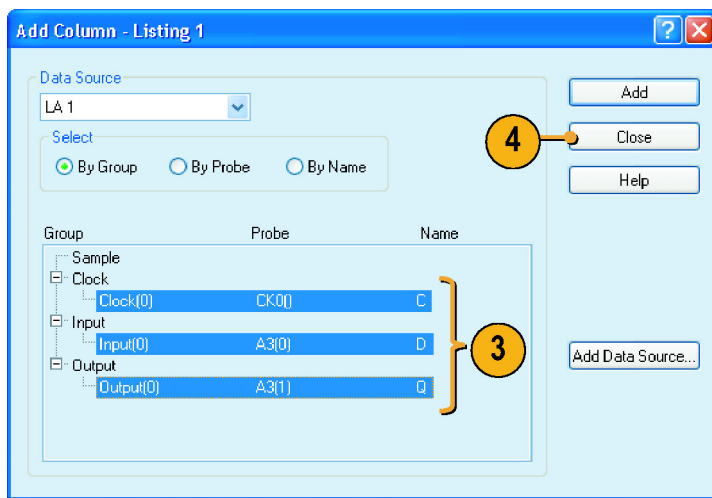 Add Column - Listing 1
Data Source
LA 1
Select
By Group By Probe By Name
Add
Close
Help
4
Group Probe Name
Sample
Clock
Clock(0) CK0() C
Input
Input(0) A3(0) D
Output
Output(0) A3(1) Q
3
Add Data Source...